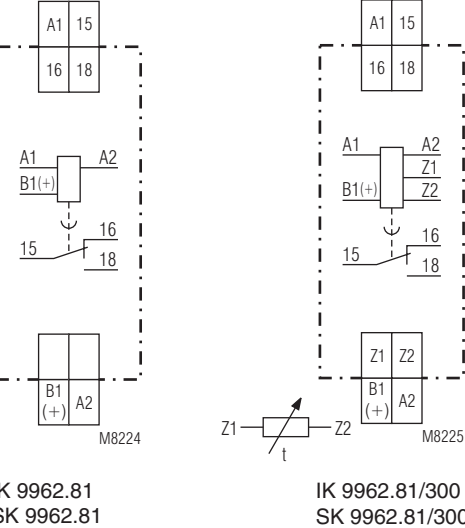 A1 15
16 18
A1 A2
B1(+)
16
15
18
B1 (+) A2
M8224
K 9962.81
SK 9962.81
A1 15
16 18
A1 A2
Z1
B1(+) Z2
16
15
18
Z1 Z2
B1 (+) A2
Z1 Z2
t
M8225
IK 9962.81/300
SK 9962.81/300